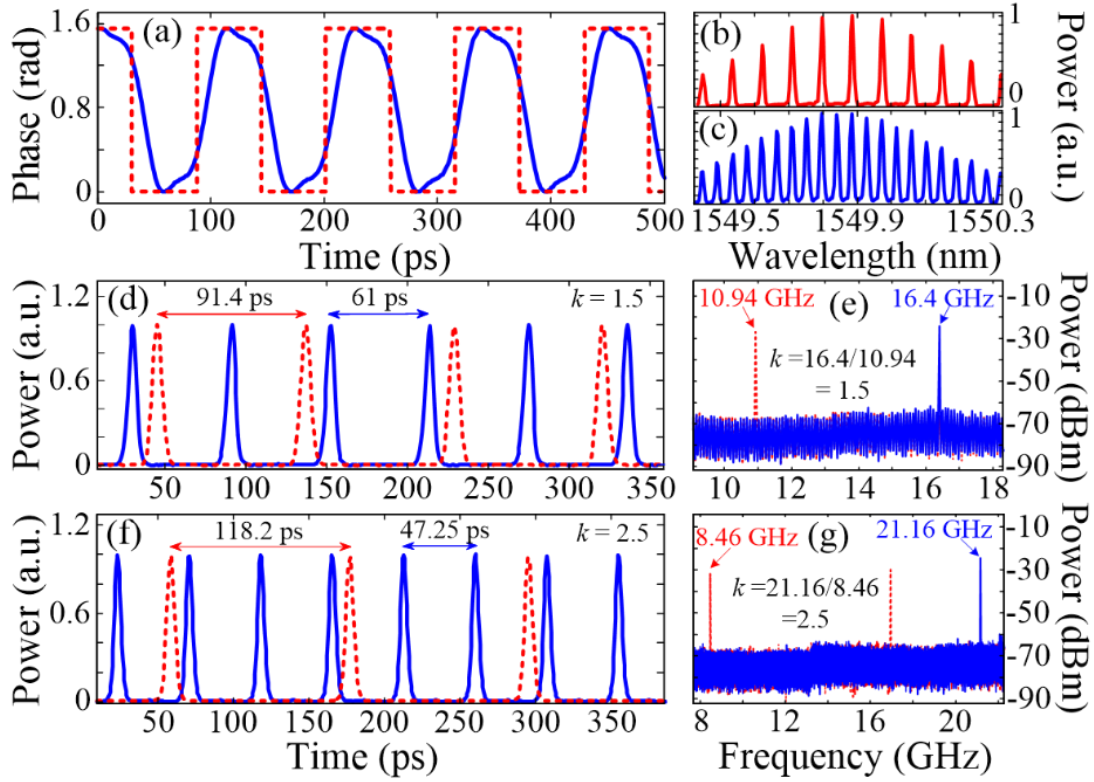 (a)
Phase (rad)
1.6
1.2
0.8
0
0 100 200 300 400 500
Time (ps)
(b)
1
0
(c)
1
0
Power (a.u.)
1549.5 1549.9 1550.3
Wavelength (nm)
(d)
91.4 ps
61 ps
k = 1.5
Power (a.u.)
1.2
0.6
0
50 100 150 200 250 300 350
(e)
10.94 GHz
16.4 GHz
k =16.4/10.94
= 1.5
-10
-30
-50
-70
-90
Power (dBm)
10 12 14 16 18
(f)
118.2 ps
47.25 ps
k = 2.5
Power (a.u.)
1.2
0.6
0
50 100 150 200 250 300 350
Time (ps)
(g)
8.46 GHz
21.16 GHz
k =21.16/8.46
=2.5
-10
-30
-50
-70
-90
Power (dBm)
8 12 16 20
Frequency (GHz)